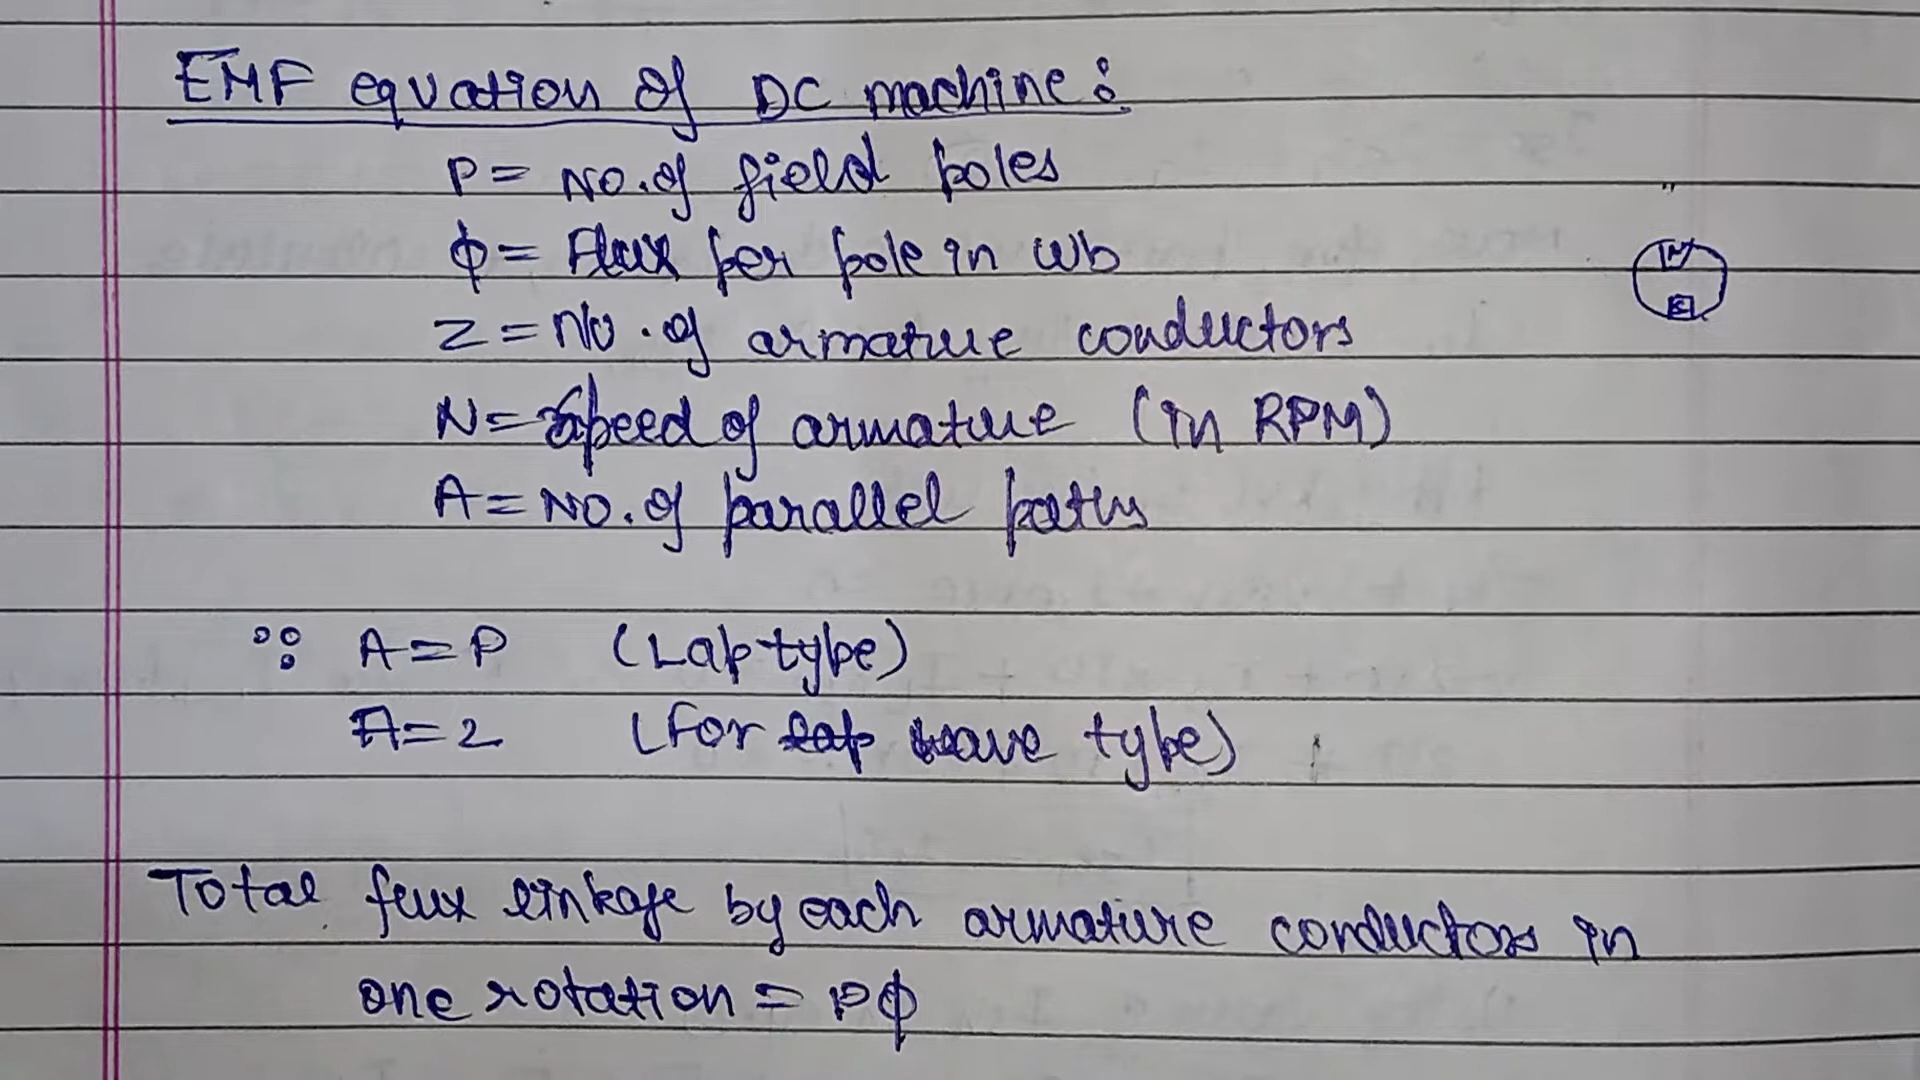 EMF equation of DC machine :
P = No. of field poles
ϕ = Flux per pole in wb
Z = No. of armature conductors
N = Speed of armature (in RPM)
A = No. of parallel paths
N
S
∵ A = P (Lap type)
A = 2 (For lap wave type)
Total flux linkage by each armature conductors in
one rotation = Pϕ